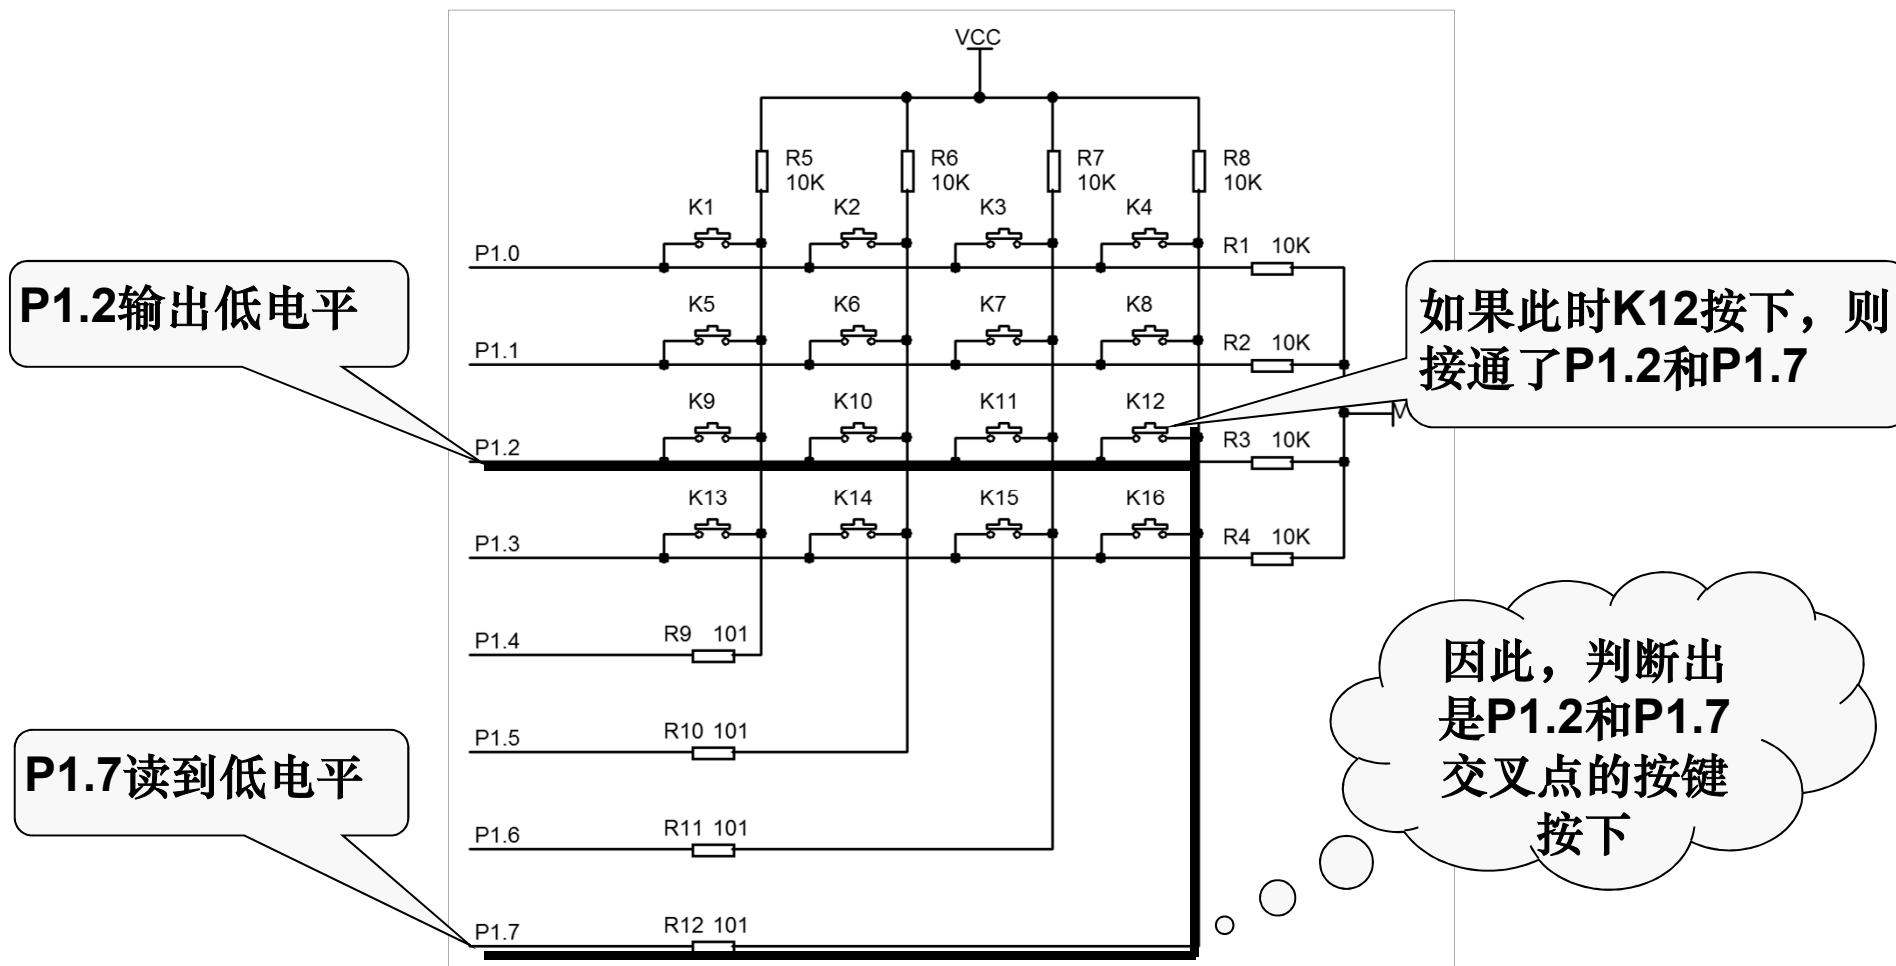 VCC
R5
10K
R6
10K
R7
10K
R8
10K
K1
K2
K3
K4
P1.0
R1 10K
P1.2输出低电平
K5
K6
K7
K8
P1.1
R2 10K
如果此时K12按下，则
接通了P1.2和P1.7
K9
K10
K11
K12
P1.2
R3 10K
K13
K14
K15
K16
P1.3
R4 10K
P1.4
R9 101
P1.5
R10 101
P1.6
R11 101
P1.7
R12 101
P1.7读到低电平
因此，判断出
是P1.2和P1.7
交叉点的按键
按下